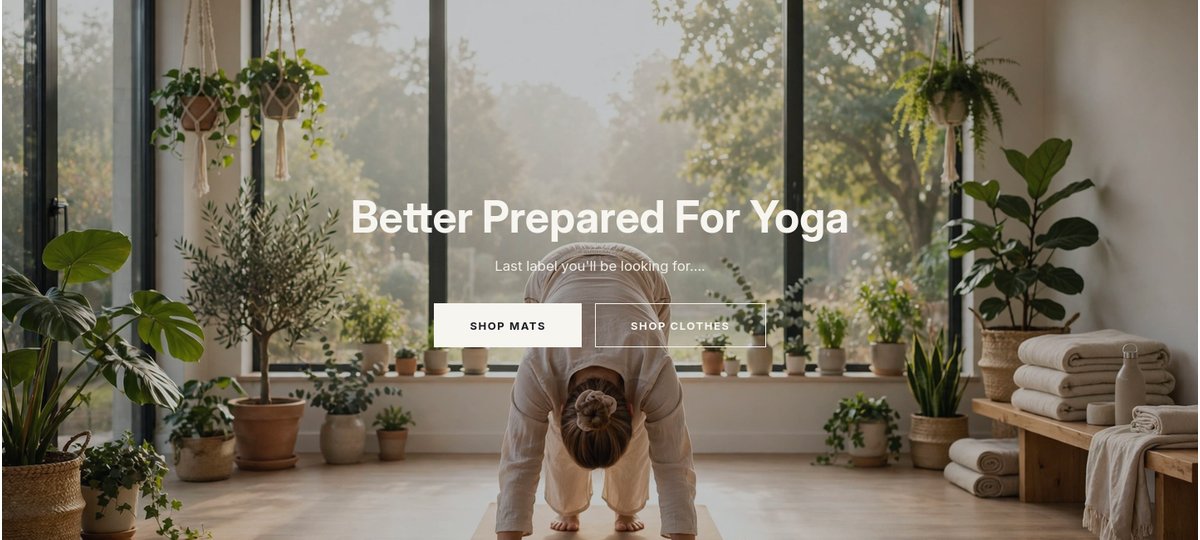 Better Prepared For Yoga
Last label you'll be looking for....
SHOP MATS
SHOP CLOTHES